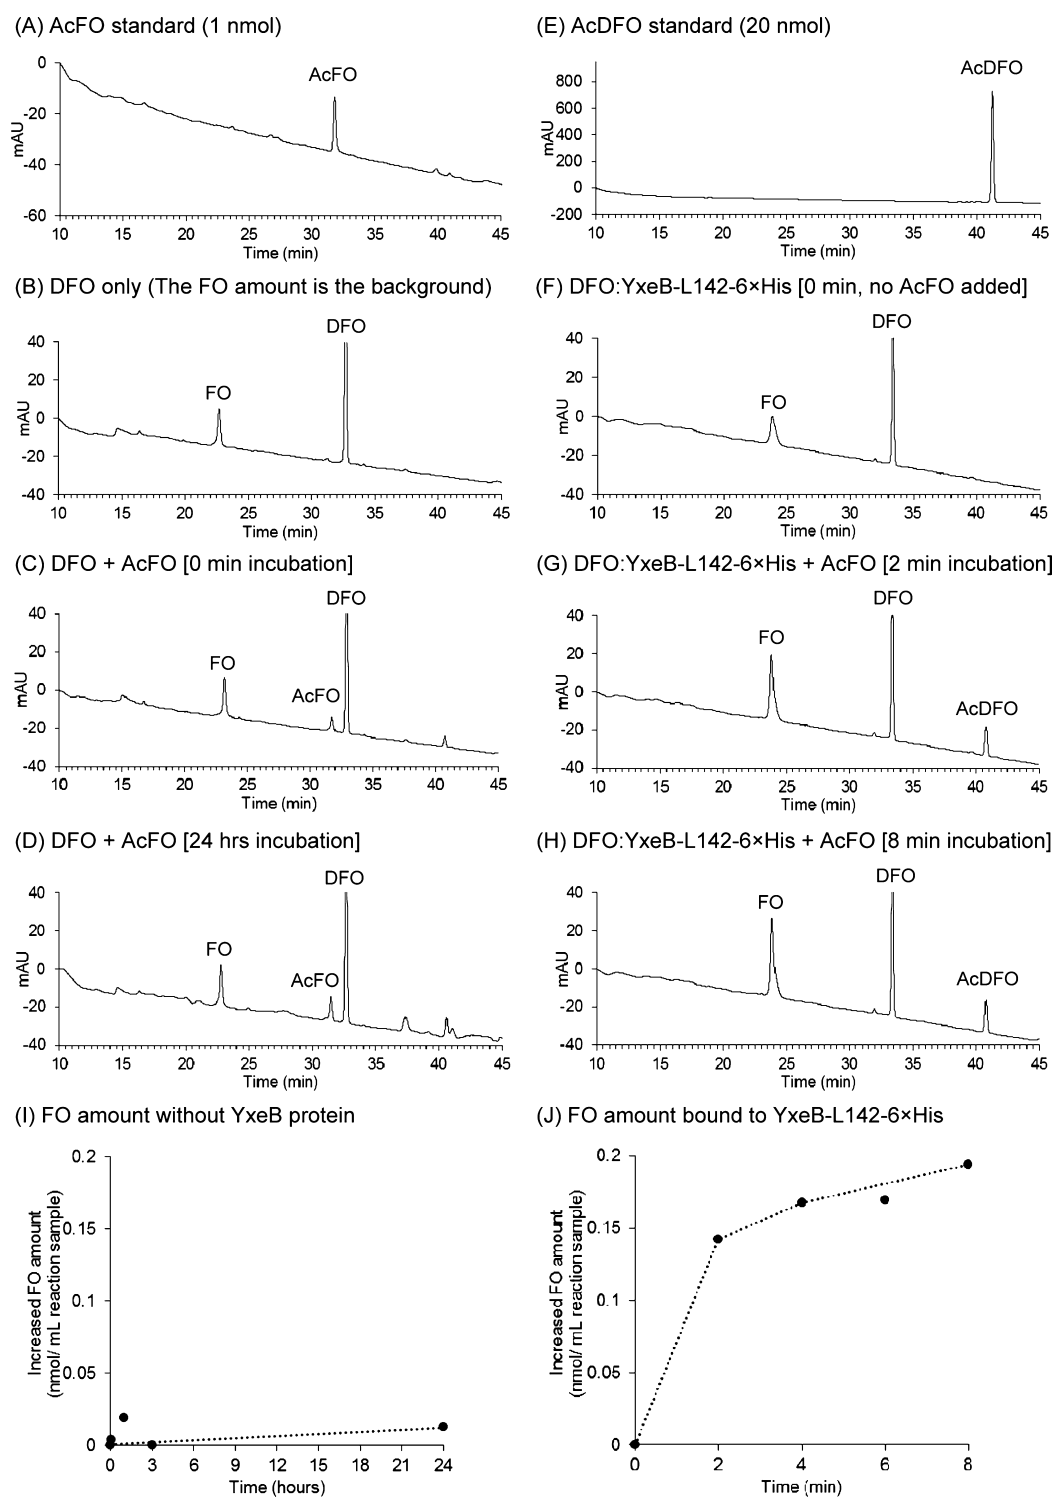 (A) AcFO standard (1 nmol)
AcFO
0
-20
-40
-60
mAU
10 15 20 25 30 35 40 45
Time (min)
(E) AcDFO standard (20 nmol)
AcDFO
800
600
400
200
0
-200
mAU
10 15 20 25 30 35 40 45
Time (min)
(B) DFO only (The FO amount is the background)
DFO
FO
40
20
0
-20
-40
mAU
10 15 20 25 30 35 40 45
Time (min)
(F) DFO:YxeB-L142-6×His [0 min, no AcFO added]
DFO
FO
40
20
0
-20
-40
mAU
10 15 20 25 30 35 40 45
Time (min)
(C) DFO + AcFO [0 min incubation]
DFO
FO
AcFO
40
20
0
-20
-40
mAU
10 15 20 25 30 35 40 45
Time (min)
(G) DFO:YxeB-L142-6×His + AcFO [2 min incubation]
DFO
FO
AcDFO
40
20
0
-20
-40
mAU
10 15 20 25 30 35 40 45
Time (min)
(D) DFO + AcFO [24 hrs incubation]
DFO
FO
AcFO
40
20
0
-20
-40
mAU
10 15 20 25 30 35 40 45
Time (min)
(H) DFO:YxeB-L142-6×His + AcFO [8 min incubation]
DFO
FO
AcDFO
40
20
0
-20
-40
mAU
10 15 20 25 30 35 40 45
Time (min)
(I) FO amount without YxeB protein
0.2
0.15
0.1
0.05
0
Increased FO amount
(nmol/ mL reaction sample)
0 3 6 9 12 15 18 21 24
Time (hours)
(J) FO amount bound to YxeB-L142-6×His
0.2
0.15
0.1
0.05
0
Increased FO amount
(nmol/ mL reaction sample)
0 2 4 6 8
Time (min)